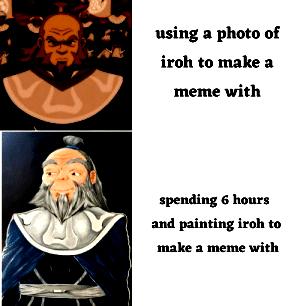 using a photo of
iroh to make a
meme with
spending 6 hours
and painting iroh to
make a meme with